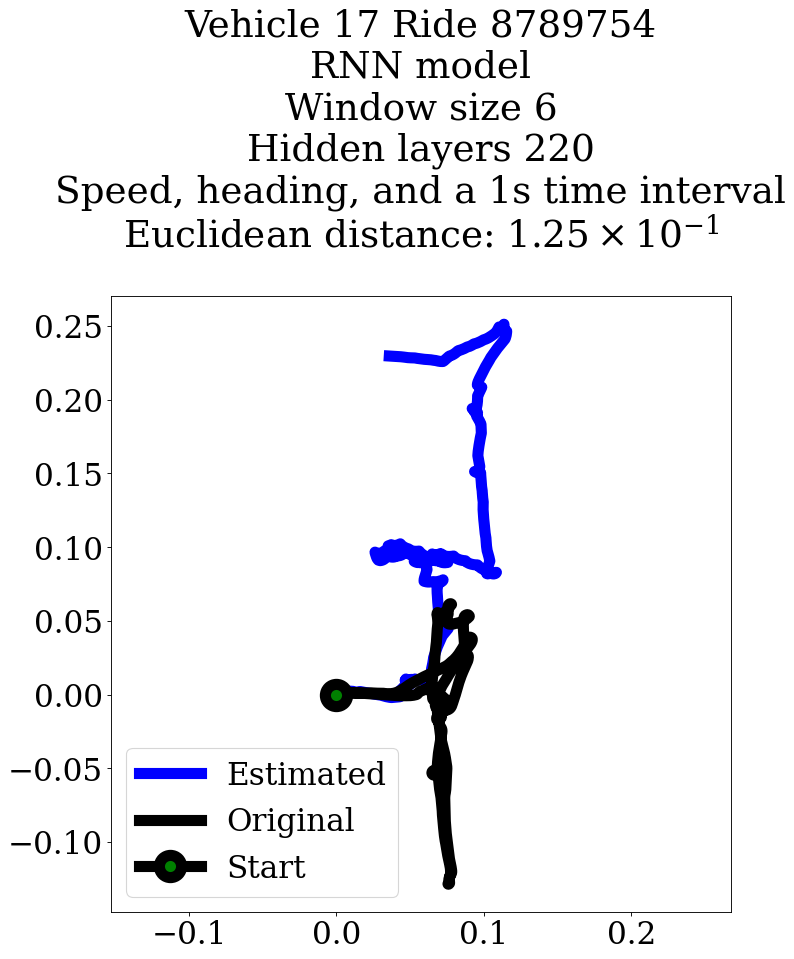 Vehicle 17 Ride 8789754
RNN model
Window size 6
Hidden layers 220
Speed, heading, and a 1s time interval
Euclidean distance: 1.25 × 10⁻¹
0.25
0.20
0.15
0.10
0.05
0.00
−0.05
−0.10
Estimated
Original
Start
−0.1 0.0 0.1 0.2